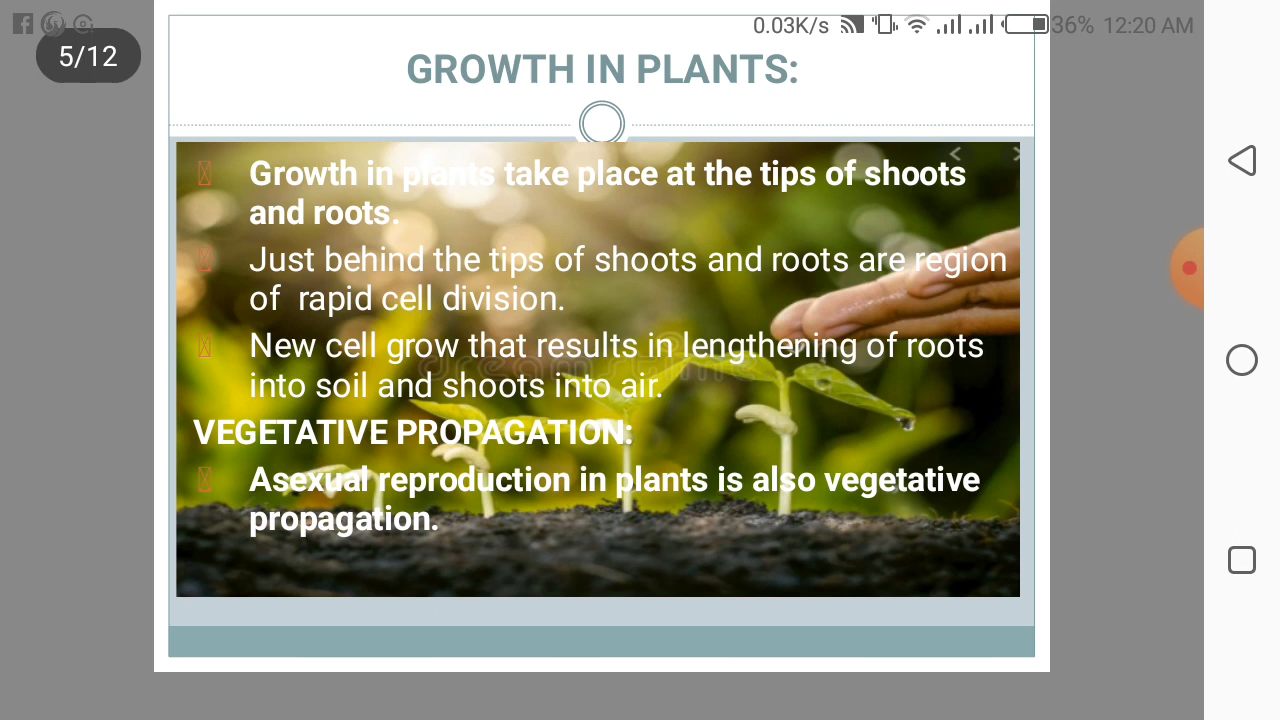 0.03K/s 36% 12:20 AM
5/12
GROWTH IN PLANTS:
Growth in plants take place at the tips of shoots
and roots.
Just behind the tips of shoots and roots are region
of rapid cell division.
New cell grow that results in lengthening of roots
into soil and shoots into air.
dreamstime
VEGETATIVE PROPAGATION:
Asexual reproduction in plants is also vegetative
propagation.